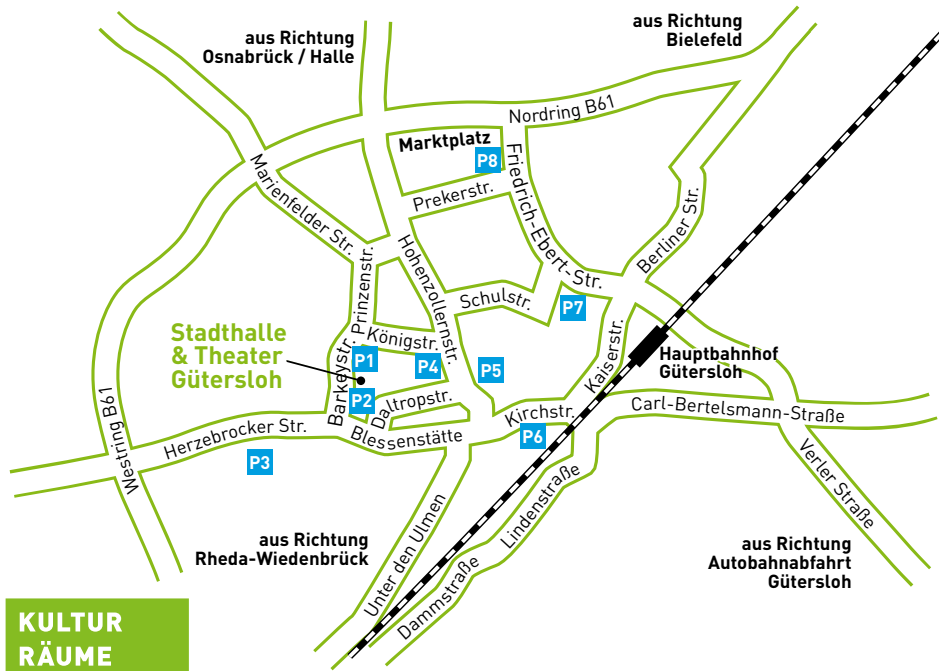 aus Richtung
Osnabrück / Halle
aus Richtung
Bielefeld
Nordring B61
Marktplatz
P8
Marienfelder Str.
Prekerstr.
Friedrich-Ebert-Str.
Berliner Str.
Hohenzollernstr.
Prinzenstr.
Schulstr.
P7
Stadthalle
& Theater
Gütersloh
Königstr.
P1
P4
P5
Kaiserstr.
Hauptbahnhof
Gütersloh
Barkeystr.
P2
Daltropstr.
Kirchstr.
Carl-Bertelsmann-Straße
Westring B61
Herzebrocker Str.
Blessenstätte
P6
P3
Verler Straße
Lindenstraße
Unter den Ulmen
aus Richtung
Rheda-Wiedenbrück
aus Richtung
Autobahnabfahrt
Gütersloh
Dammstraße
KULTUR
RÄUME